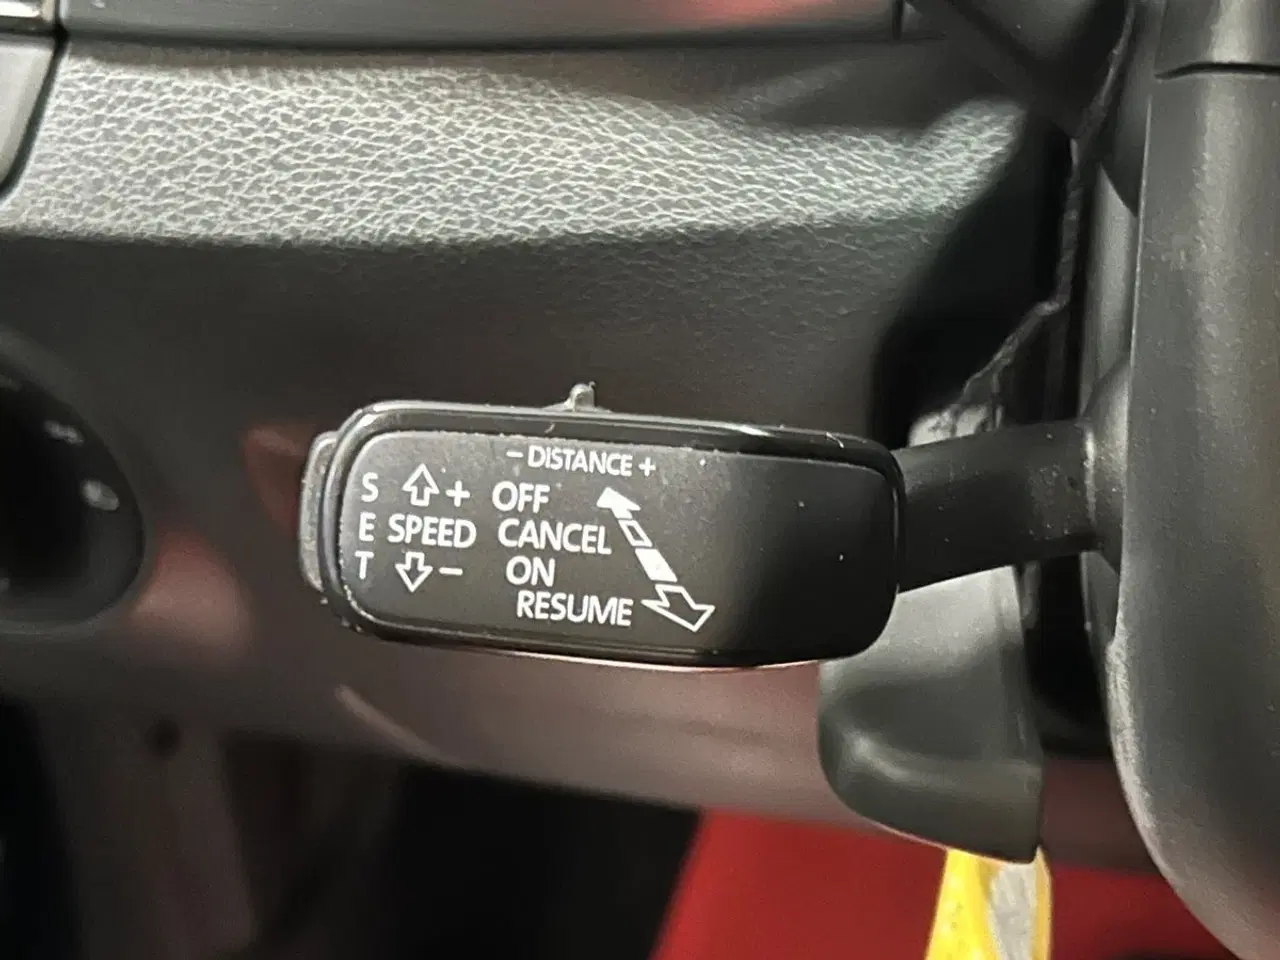 − DISTANCE +
S + OFF
E SPEED CANCEL
T − ON
RESUME